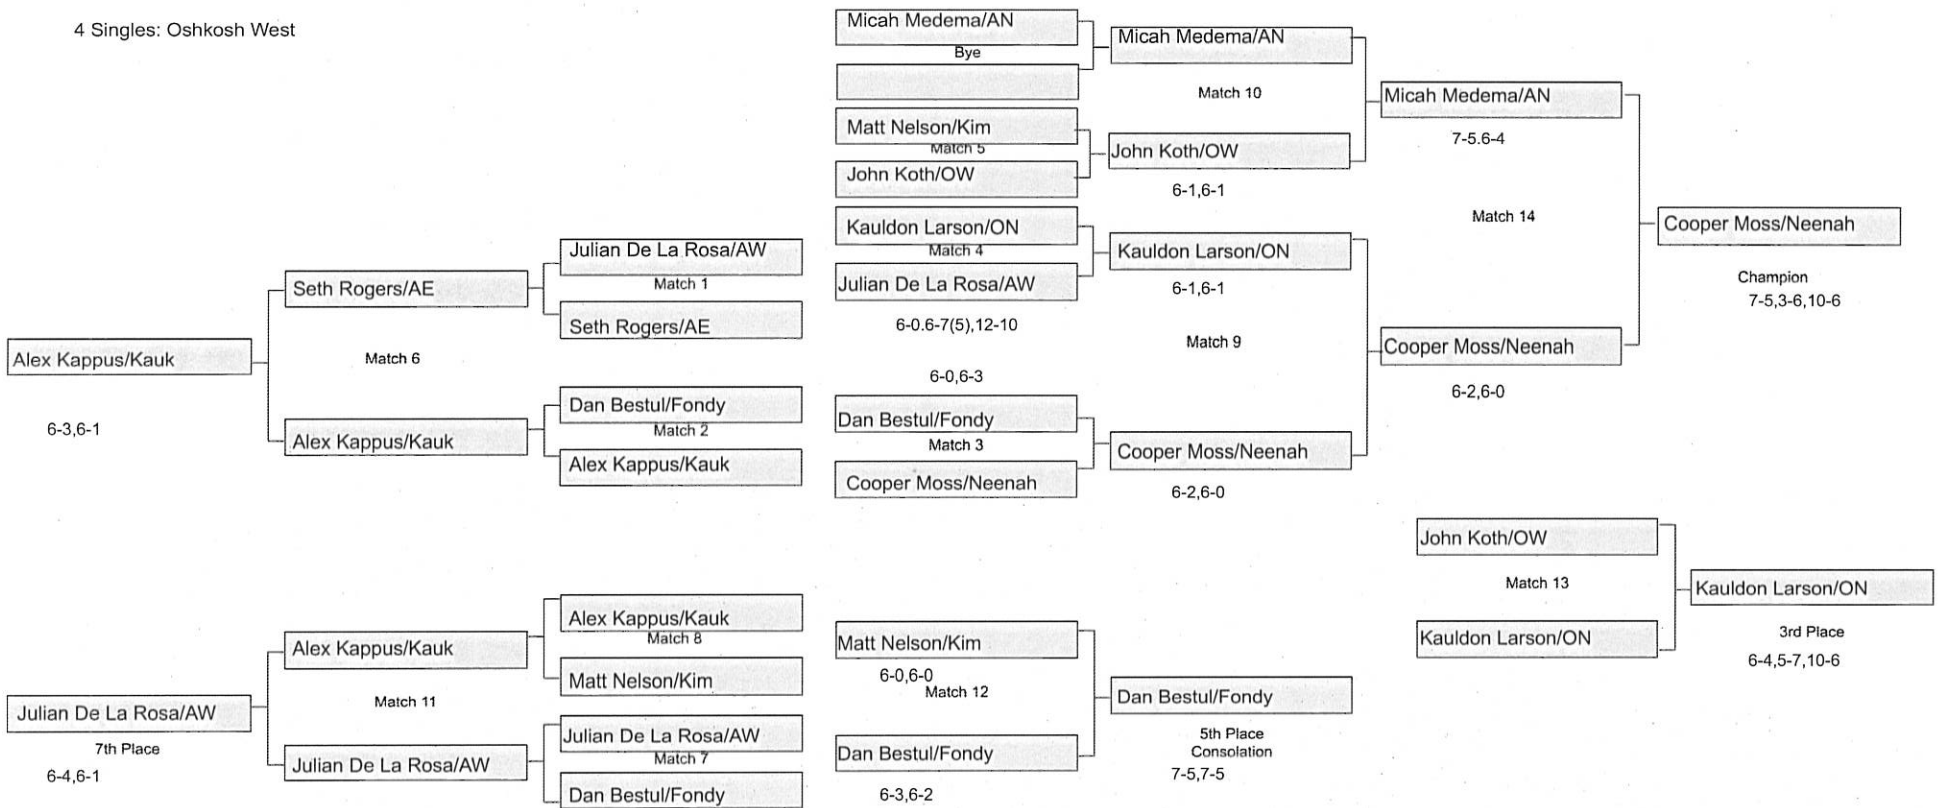 4 Singles: Oshkosh West
Micah Medema/AN
Bye
Micah Medema/AN
Match 10
Micah Medema/AN
7-5.6-4
Matt Nelson/Kim
Match 5
John Koth/OW
John Koth/OW
6-1,6-1
Kauldon Larson/ON
Match 4
Julian De La Rosa/AW
6-0.6-7(5),12-10
Kauldon Larson/ON
6-1,6-1
Match 9
Match 14
Cooper Moss/Neenah
Champion
7-5,3-6,10-6
Julian De La Rosa/AW
Match 1
Seth Rogers/AE
Seth Rogers/AE
Match 6
Alex Kappus/Kauk
6-3,6-1
Alex Kappus/Kauk
Dan Bestul/Fondy
Match 2
Alex Kappus/Kauk
6-0,6-3
Dan Bestul/Fondy
Match 3
Cooper Moss/Neenah
Cooper Moss/Neenah
6-2,6-0
Cooper Moss/Neenah
6-2,6-0
John Koth/OW
Match 13
Kauldon Larson/ON
Kauldon Larson/ON
3rd Place
6-4,5-7,10-6
Alex Kappus/Kauk
Match 8
Matt Nelson/Kim
Alex Kappus/Kauk
Match 11
Julian De La Rosa/AW
7th Place
6-4,6-1
Julian De La Rosa/AW
Julian De La Rosa/AW
Match 7
Dan Bestul/Fondy
Matt Nelson/Kim
6-0,6-0
Match 12
Dan Bestul/Fondy
6-3,6-2
Dan Bestul/Fondy
5th Place
Consolation
7-5,7-5